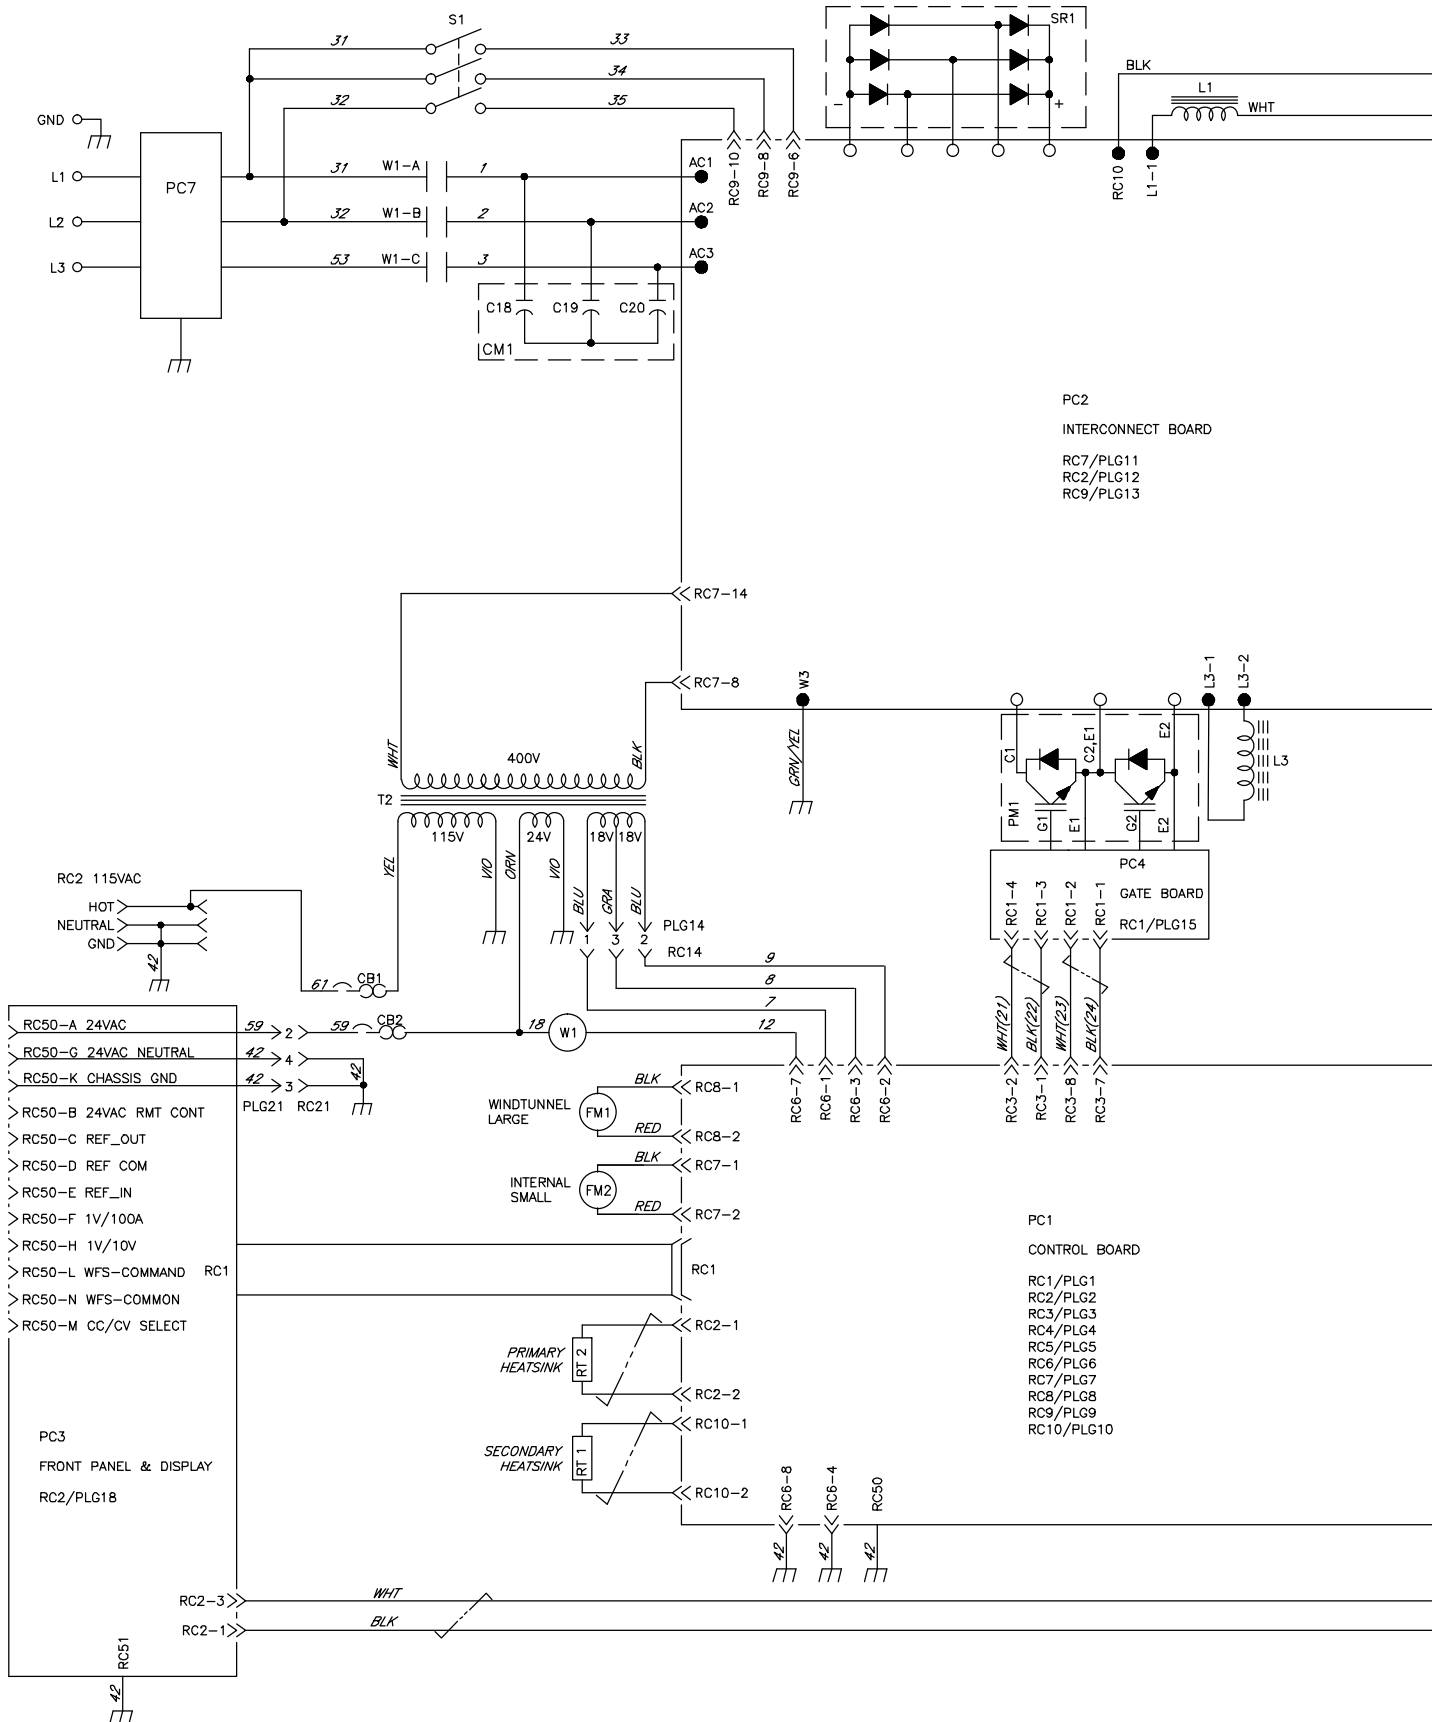 S1
31
33
34
32
35
SR1
-
+
BLK
L1
WHT
GND
L1
L2
L3
PC7
31
W1-A
1
AC1
32
W1-B
2
AC2
53
W1-C
3
AC3
RC9-10
RC9-8
RC9-6
RC10
L1-1
C18
C19
C20
CM1
PC2
INTERCONNECT BOARD
RC7/PLG11
RC2/PLG12
RC9/PLG13
RC7-14
RC7-8
WHT
400V
BLK
T2
115V
24V
18V
18V
YEL
VIO
ORN
VIO
BLU
GRA
BLU
W3
GRN/YEL
L3-1
L3-2
L3
C1
C2,E1
E2
PM1
G1
E1
G2
E2
PC4
GATE BOARD
RC1/PLG15
RC1-4
RC1-3
RC1-2
RC1-1
RC2 115VAC
HOT
NEUTRAL
GND
42
61
CB1
PLG14
1
3
2
RC14
9
8
7
WHT(21)
BLK(22)
WHT(23)
BLK(24)
RC50-A 24VAC
59
2
59
CB2
18
W1
12
RC50-G 24VAC NEUTRAL
42
4
RC50-K CHASSIS GND
42
3
42
PLG21
RC21
RC50-B 24VAC RMT CONT
RC50-C REF_OUT
RC50-D REF COM
RC50-E REF_IN
RC50-F 1V/100A
RC50-H 1V/10V
RC50-L WFS-COMMAND
RC1
RC50-N WFS-COMMON
RC50-M CC/CV SELECT
RC6-7
RC6-1
RC6-3
RC6-2
RC3-2
RC3-1
RC3-8
RC3-7
WINDTUNNEL
LARGE
FM1
BLK
RC8-1
RED
RC8-2
INTERNAL
SMALL
FM2
BLK
RC7-1
RED
RC7-2
RC1
PRIMARY
HEATSINK
RT 2
RC2-1
RC2-2
SECONDARY
HEATSINK
RT 1
RC10-1
RC10-2
PC1
CONTROL BOARD
RC1/PLG1
RC2/PLG2
RC3/PLG3
RC4/PLG4
RC5/PLG5
RC6/PLG6
RC7/PLG7
RC8/PLG8
RC9/PLG9
RC10/PLG10
PC3
FRONT PANEL & DISPLAY
RC2/PLG18
RC6-8
RC6-4
RC50
42
42
42
RC2-3
WHT
RC2-1
BLK
RC51
42